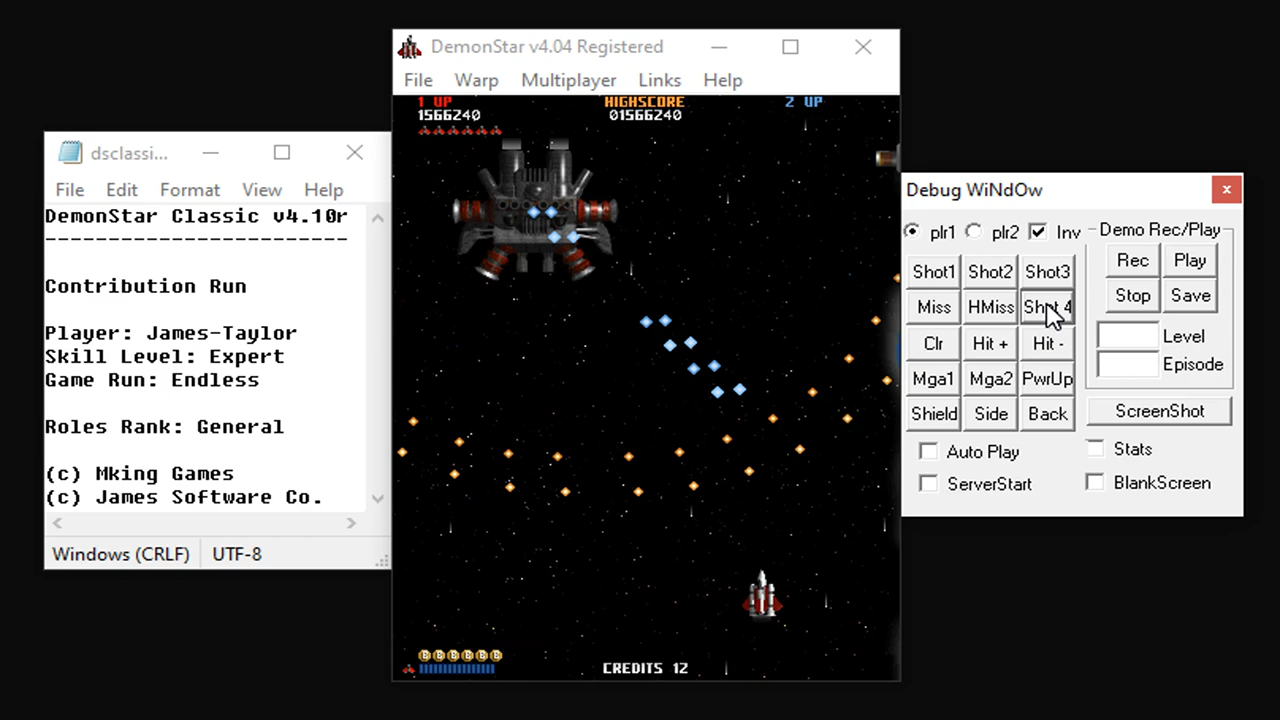 dsclassi...
File Edit Format View Help
DemonStar Classic v4.10r
------------------------
Contribution Run
Player: James-Taylor
Skill Level: Expert
Game Run: Endless
Roles Rank: General
(c) Mking Games
(c) James Software Co.
Windows (CRLF) UTF-8
DemonStar v4.04 Registered
File Warp Multiplayer Links Help
1 UP HIGHSCORE 2 UP
1566240 01566240
B B B B B B
CREDITS 12
Debug WiNdOw
plr1 plr2 Inv Demo Rec/Play
Shot1 Shot2 Shot3 Rec Play
Miss HMiss Shot 4 Stop Save
Clr Hit + Hit - Level
Mga1 Mga2 PwrUp Episode
Shield Side Back ScreenShot
Auto Play Stats
ServerStart BlankScreen